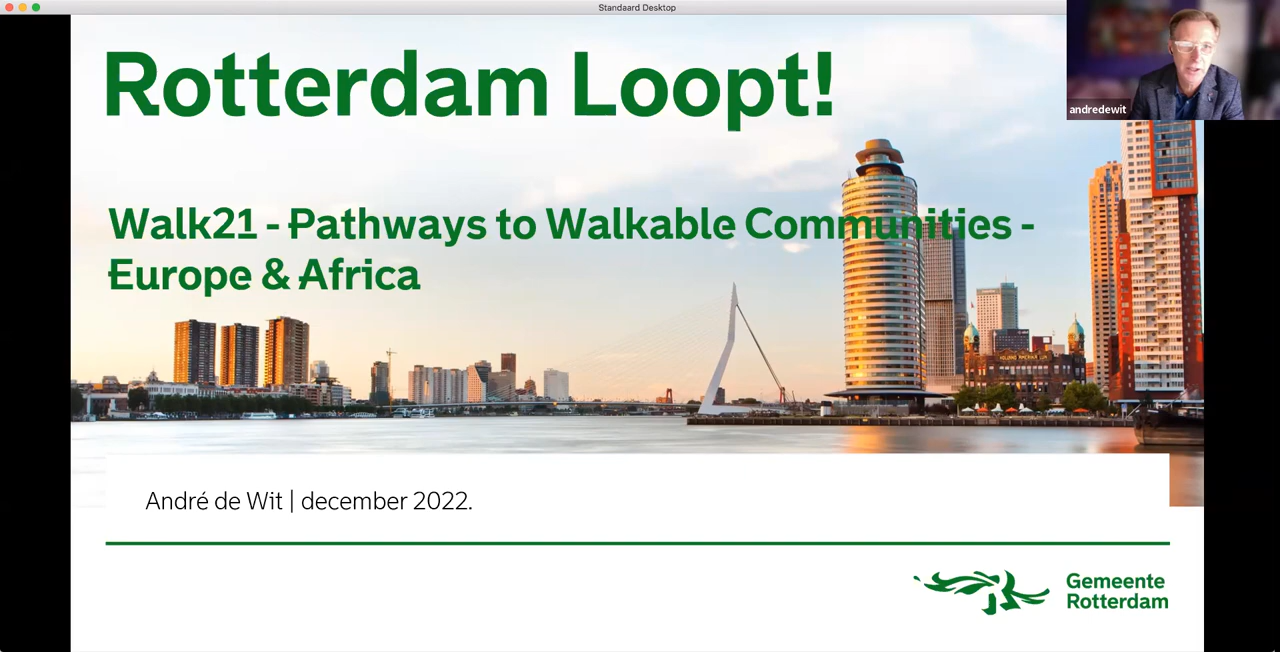 Standaard Desktop
Rotterdam Loopt!
andredewit
Walk21 - Pathways to Walkable Communities -
Europe & Africa
André de Wit | december 2022.
Gemeente
Rotterdam